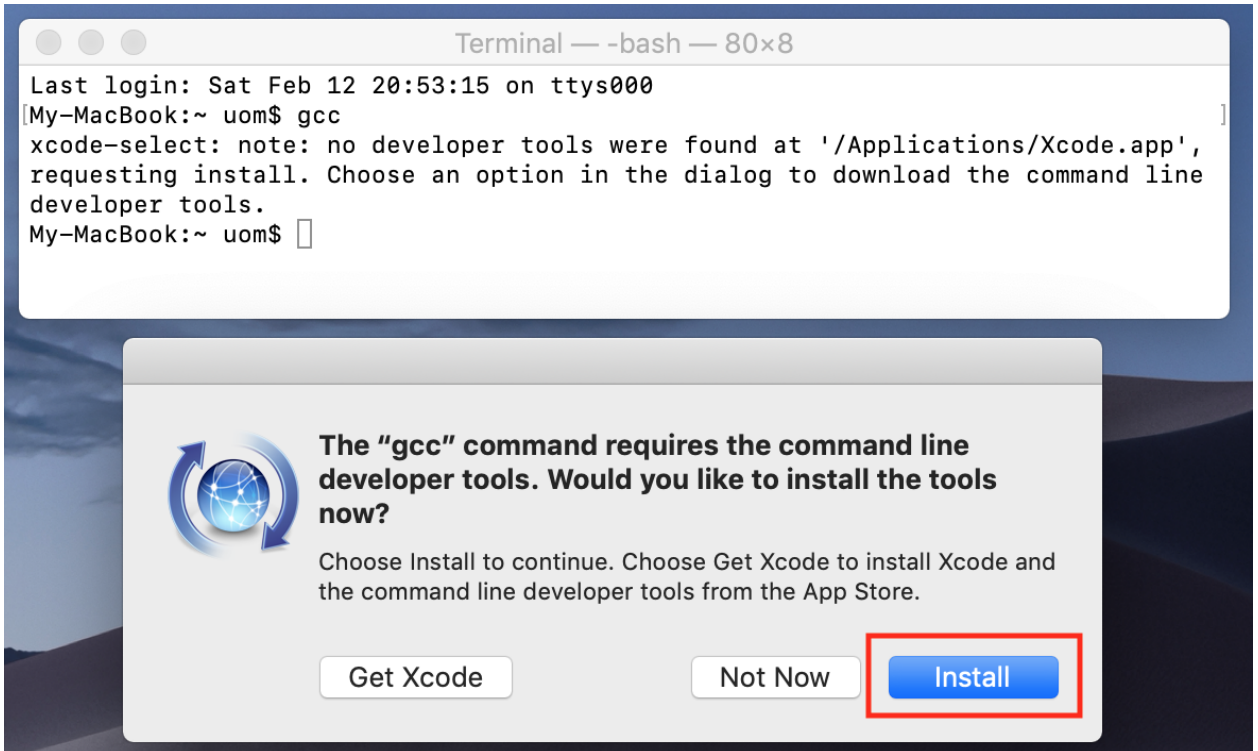 Terminal — -bash — 80×8
Last login: Sat Feb 12 20:53:15 on ttys000
[My-MacBook:~ uom$ gcc ]
xcode-select: note: no developer tools were found at '/Applications/Xcode.app',
requesting install. Choose an option in the dialog to download the command line
developer tools.
My-MacBook:~ uom$
The “gcc” command requires the command line
developer tools. Would you like to install the tools
now?
Choose Install to continue. Choose Get Xcode to install Xcode and
the command line developer tools from the App Store.
Get Xcode Not Now Install